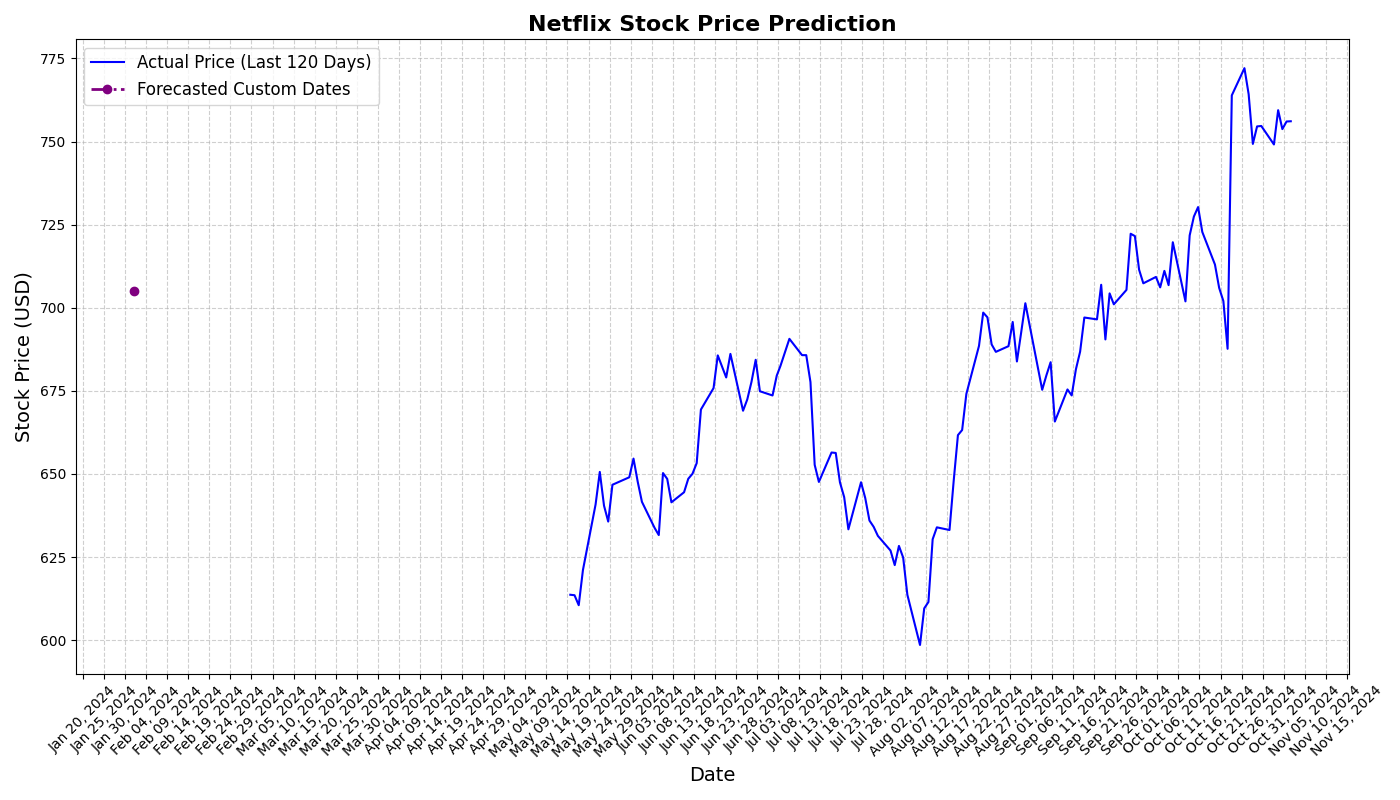 Netflix Stock Price Prediction
Actual Price (Last 120 Days)
Forecasted Custom Dates
Stock Price (USD)
775
750
725
700
675
650
625
600
Jan 20, 2024
Jan 25, 2024
Jan 30, 2024
Feb 04, 2024
Feb 09, 2024
Feb 14, 2024
Feb 19, 2024
Feb 24, 2024
Feb 29, 2024
Mar 05, 2024
Mar 10, 2024
Mar 15, 2024
Mar 20, 2024
Mar 25, 2024
Mar 30, 2024
Apr 04, 2024
Apr 09, 2024
Apr 14, 2024
Apr 19, 2024
Apr 24, 2024
Apr 29, 2024
May 04, 2024
May 09, 2024
May 14, 2024
May 19, 2024
May 24, 2024
May 29, 2024
Jun 03, 2024
Jun 08, 2024
Jun 13, 2024
Jun 18, 2024
Jun 23, 2024
Jun 28, 2024
Jul 03, 2024
Jul 08, 2024
Jul 13, 2024
Jul 18, 2024
Jul 23, 2024
Jul 28, 2024
Aug 02, 2024
Aug 07, 2024
Aug 12, 2024
Aug 17, 2024
Aug 22, 2024
Aug 27, 2024
Sep 01, 2024
Sep 06, 2024
Sep 11, 2024
Sep 16, 2024
Sep 21, 2024
Sep 26, 2024
Oct 01, 2024
Oct 06, 2024
Oct 11, 2024
Oct 16, 2024
Oct 21, 2024
Oct 26, 2024
Oct 31, 2024
Nov 05, 2024
Nov 10, 2024
Nov 15, 2024
Date